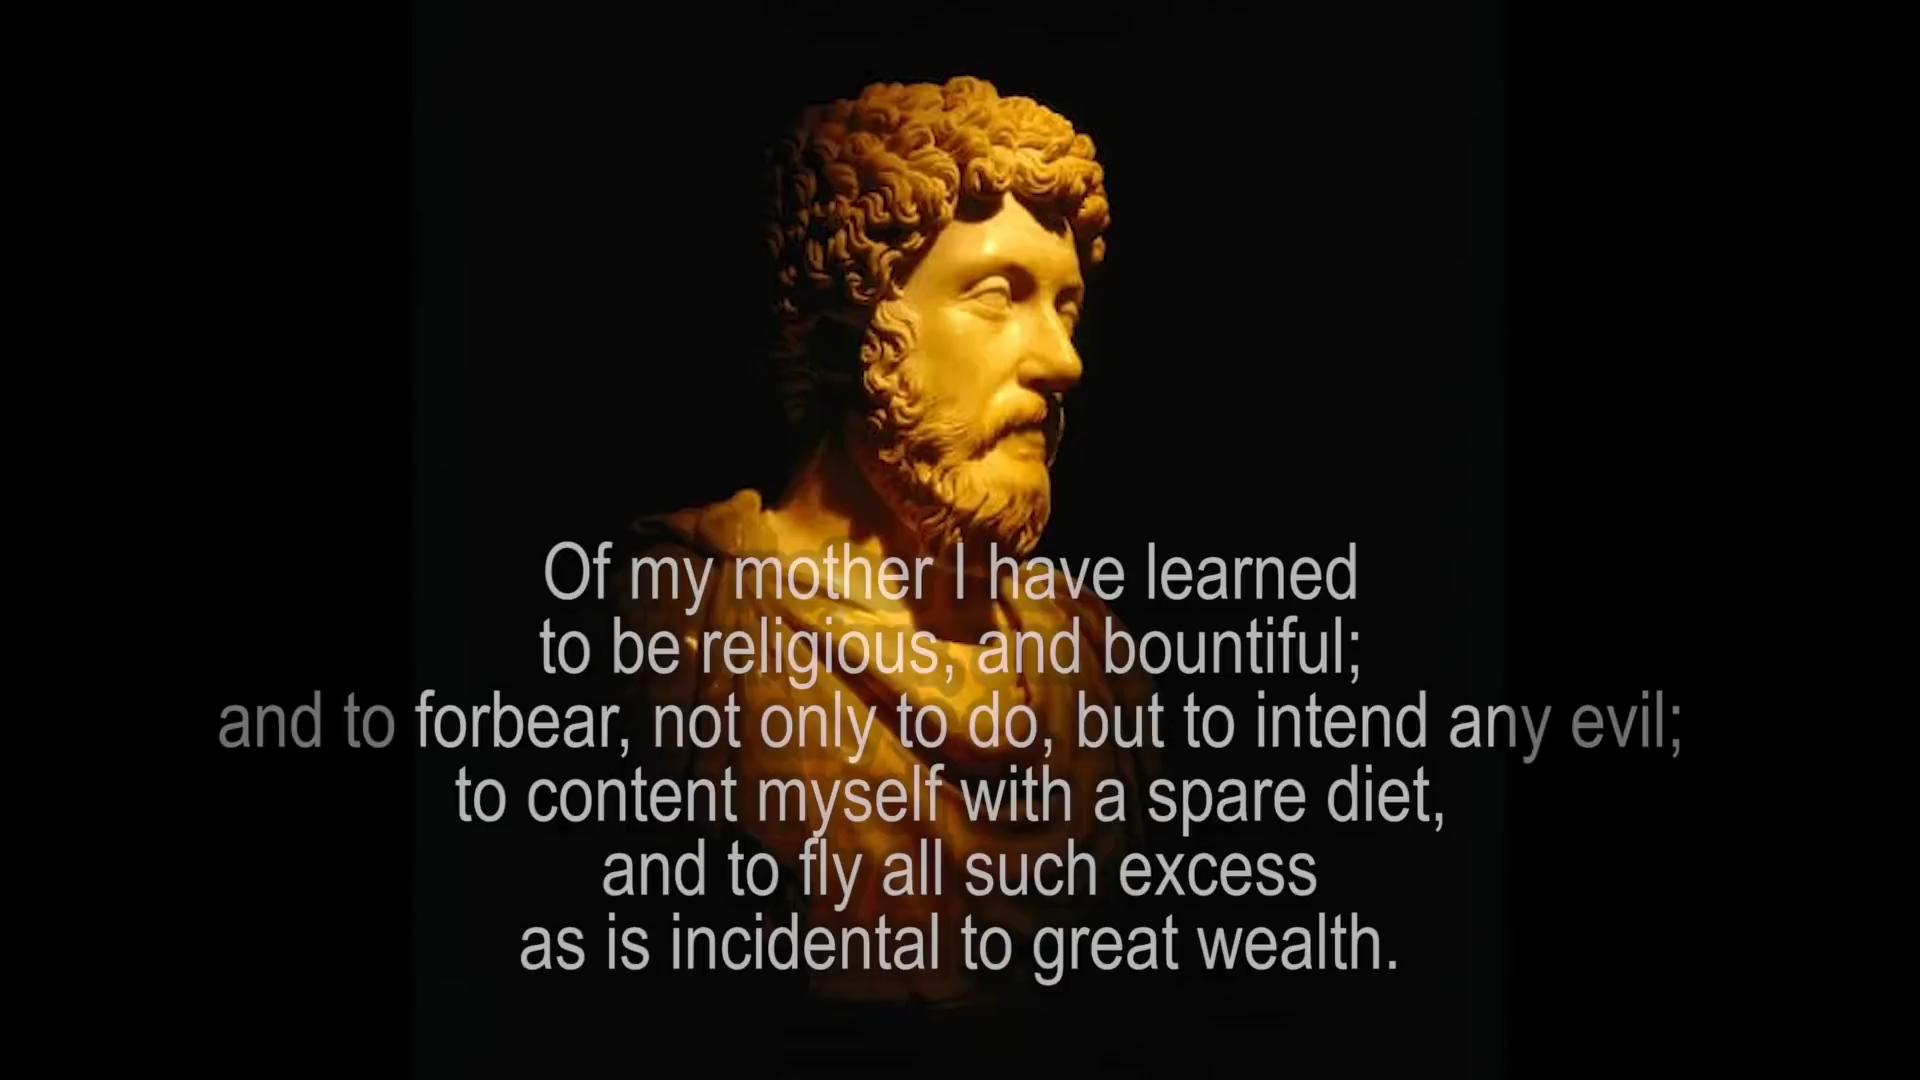 Of my mother I have learned
to be religious, and bountiful;
and to forbear, not only to do, but to intend any evil;
to content myself with a spare diet,
and to fly all such excess
as is incidental to great wealth.